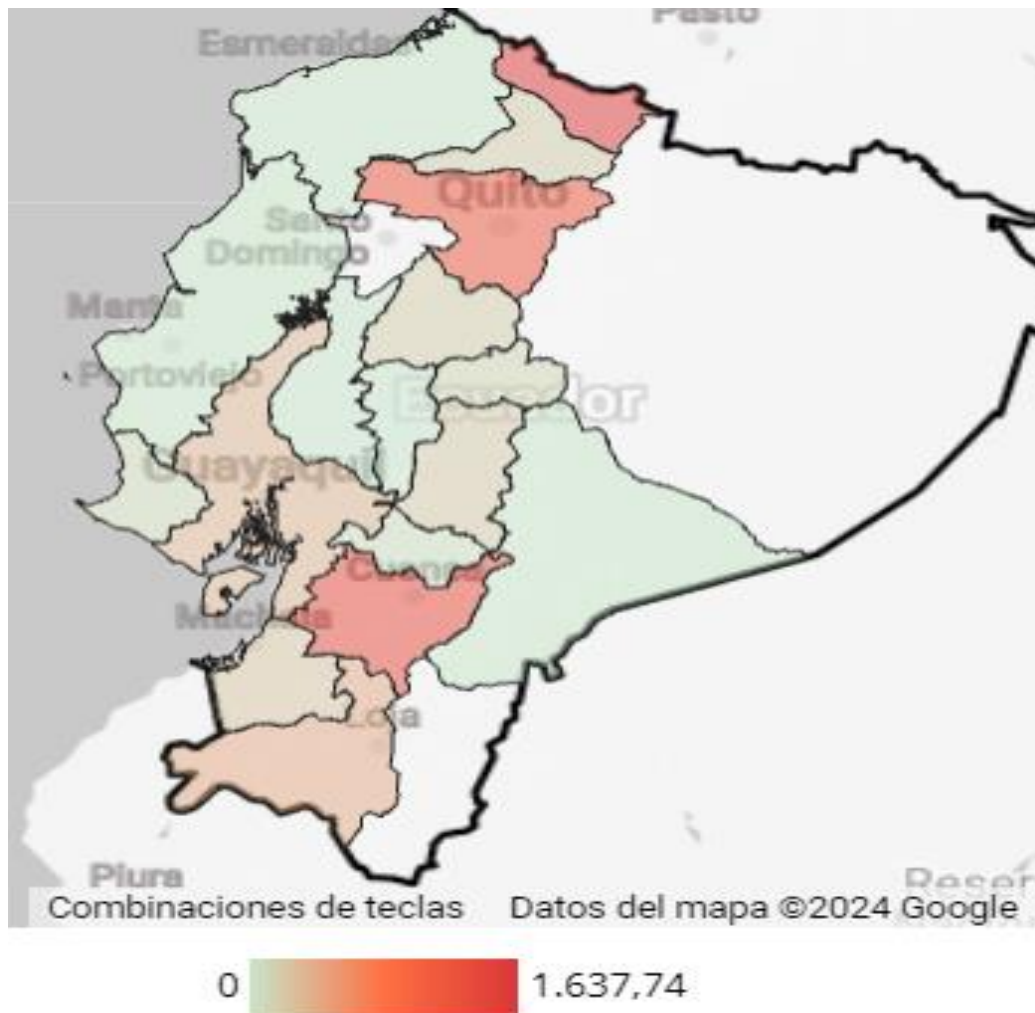 Pasto
Esmeraldas
Quito
Santo
Domingo
Manta
Portoviejo
Ecuador
Guayaquil
Cuenca
Machala
Loja
Piura
Reser
Combinaciones de teclas Datos del mapa ©2024 Google
0 1.637,74